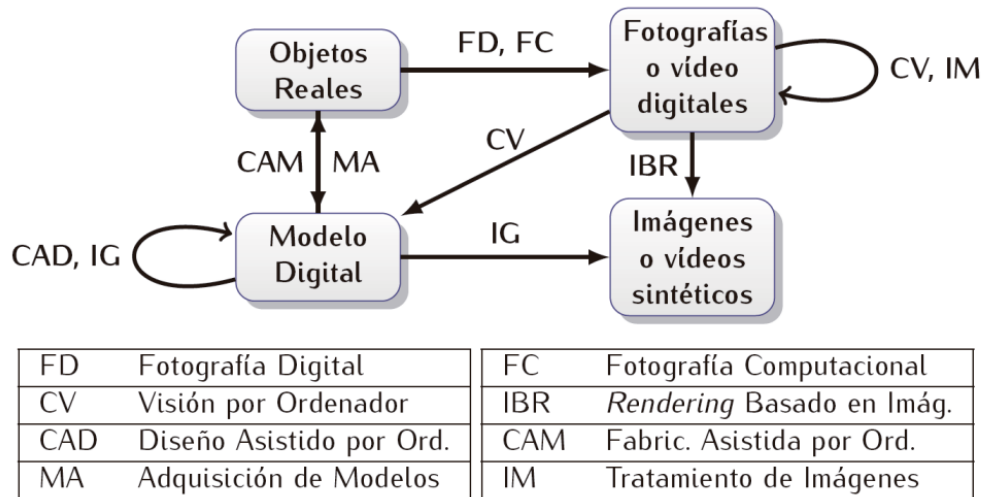 Objetos
Reales
FD, FC
Fotografías
o vídeo
digitales
CV, IM
CAM
MA
CV
IBR
CAD, IG
Modelo
Digital
IG
Imágenes
o vídeos
sintéticos
FD Fotografía Digital
FC Fotografía Computacional
CV Visión por Ordenador
IBR Rendering Basado en Imág.
CAD Diseño Asistido por Ord.
CAM Fabric. Asistida por Ord.
MA Adquisición de Modelos
IM Tratamiento de Imágenes